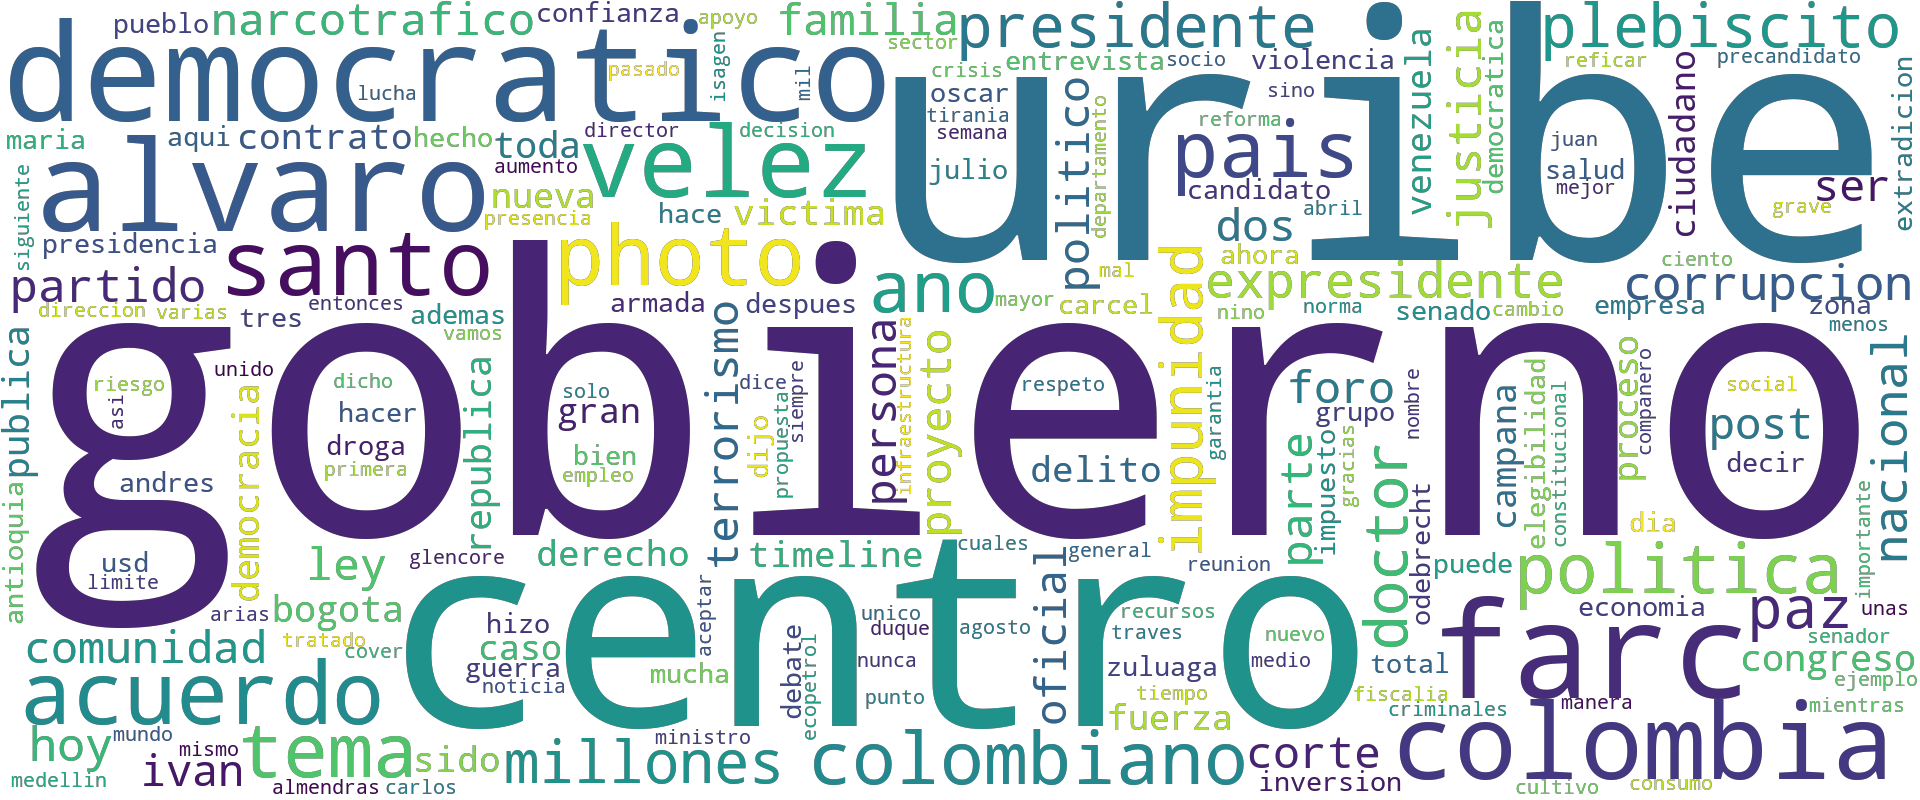 pueblo
narcotrafico
confianza
apoyo
familia
sector
presidente
uribe
plebiscito
democratico
pasado
isagen
mil
lucha
crisis
entrevista
socio
violencia
reficar
precandidato
oscar
sino
venezuela
justicia
democratica
ciudadano
extradicion
maria
aqui
contrato
hecho
toda
director
decision
velez
tirania
semana
politico
departamento
reforma
pais
juan
salud
mejor
ser
alvaro
aumento
nueva
presencia
julio
candidato
abril
grave
siguiente
presidencia
hace
victima
dos
santo
photo
ahora
ciento
partido
ano
mal
impunidad
expresidente
corrupcion
direccion
varias
entonces
tres
ademas
vamos
armada
despues
mayor
carcel
nino
norma
senado
cambio
empresa
zona
menos
gobierno
publica
riesgo
asi
unido
democracia
dicho
hacer
droga
primera
republica
solo
gran
bien
empleo
terrorismo
dice
dijo
propuestas
siempre
persona
infraestructura
proyecto
respeto
delito
garantia
foro
grupo
parte
impuesto
gracias
nombre
campana
elegibilidad
constitucional
proceso
companero
social
post
decir
nacional
antioquia
andres
usd
limite
glencore
derecho
timeline
cuales
general
reunion
doctor
odebrecht
puede
dia
importante
politica
ley
bogota
arias
tratado
cover
centro
hizo
caso
guerra
noticia
aceptar
mucha
debate
ecopetrol
unico
duque
nunca
punto
agosto
oficial
recursos
traves
zuluaga
tiempo
fuerza
nuevo
medio
total
fiscalia
criminales
farc
economia
paz
unas
senador
congreso
ejemplo
manera
mientras
comunidad
acuerdo
hoy
mundo
medellin
mismo
ivan
tema
almendras
carlos
sido
ministro
millones
colombiano
corte
inversion
colombia
cultivo
consumo